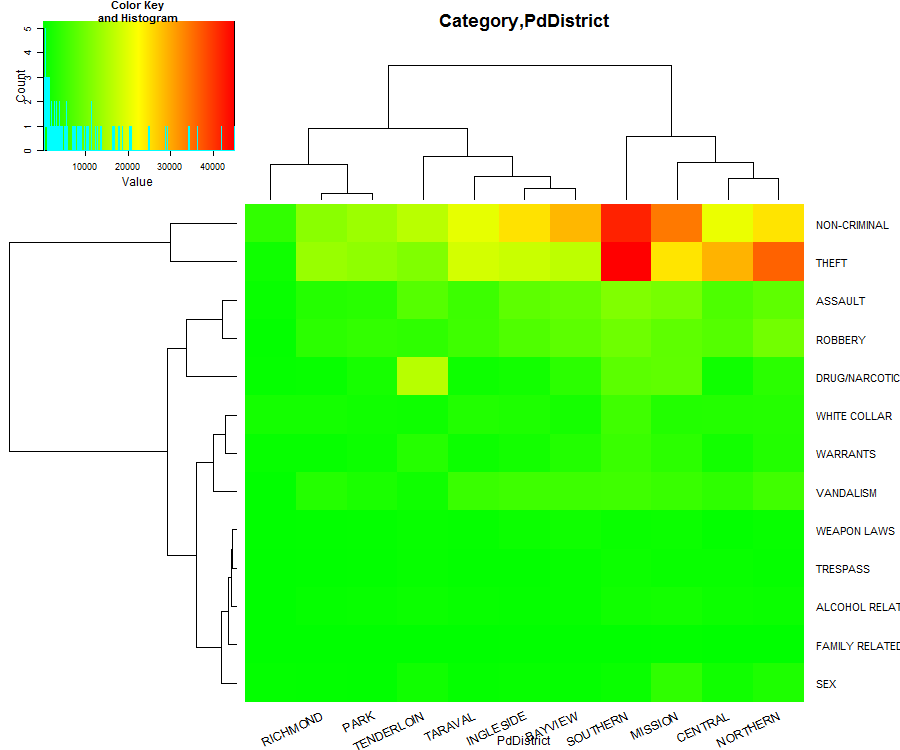 Color Key
and Histogram
Category,PdDistrict
Count
0 1 2 3 4 5
10000 20000 30000 40000
Value
NON-CRIMINAL
THEFT
ASSAULT
ROBBERY
DRUG/NARCOTIC
WHITE COLLAR
WARRANTS
VANDALISM
WEAPON LAWS
TRESPASS
ALCOHOL RELAT
FAMILY RELATED
SEX
RICHMOND PARK TENDERLOIN TARAVAL INGLESIDE BAYVIEW SOUTHERN MISSION CENTRAL NORTHERN
PdDistrict